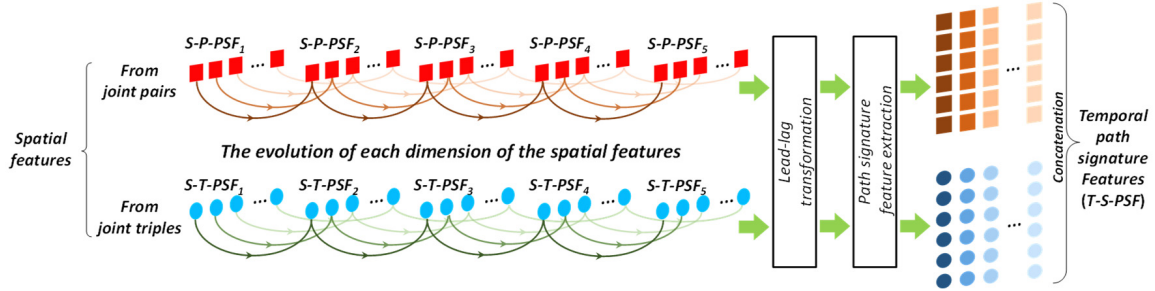 Spatial
features
From
joint pairs
S-P-PSF1 S-P-PSF2 S-P-PSF3 S-P-PSF4 S-P-PSF5
... ... ... ...
The evolution of each dimension of the spatial features
From
joint triples
S-T-PSF1 S-T-PSF2 S-T-PSF3 S-T-PSF4 S-T-PSF5
... ... ... ...
Lead-lag
transformation
Path signature
feature extraction
...
...
Concatenation
Temporal
path
signature
Features
(T-S-PSF)